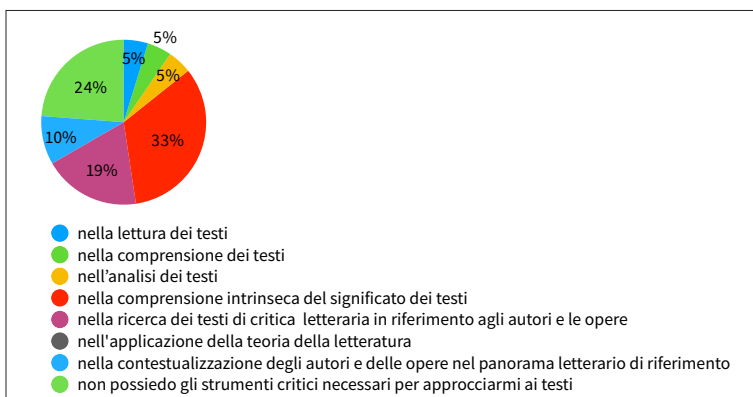 5%
5%
5%
24%
10%
33%
19%
nella lettura dei testi
nella comprensione dei testi
nell'analisi dei testi
nella comprensione intrinseca del significato dei testi
nella ricerca dei testi di critica  letteraria in riferimento agli autori e le opere
nell'applicazione della teoria della letteratura
nella contestualizzazione degli autori e delle opere nel panorama letterario di riferimento
non possiedo gli strumenti critici necessari per approcciarmi ai testi